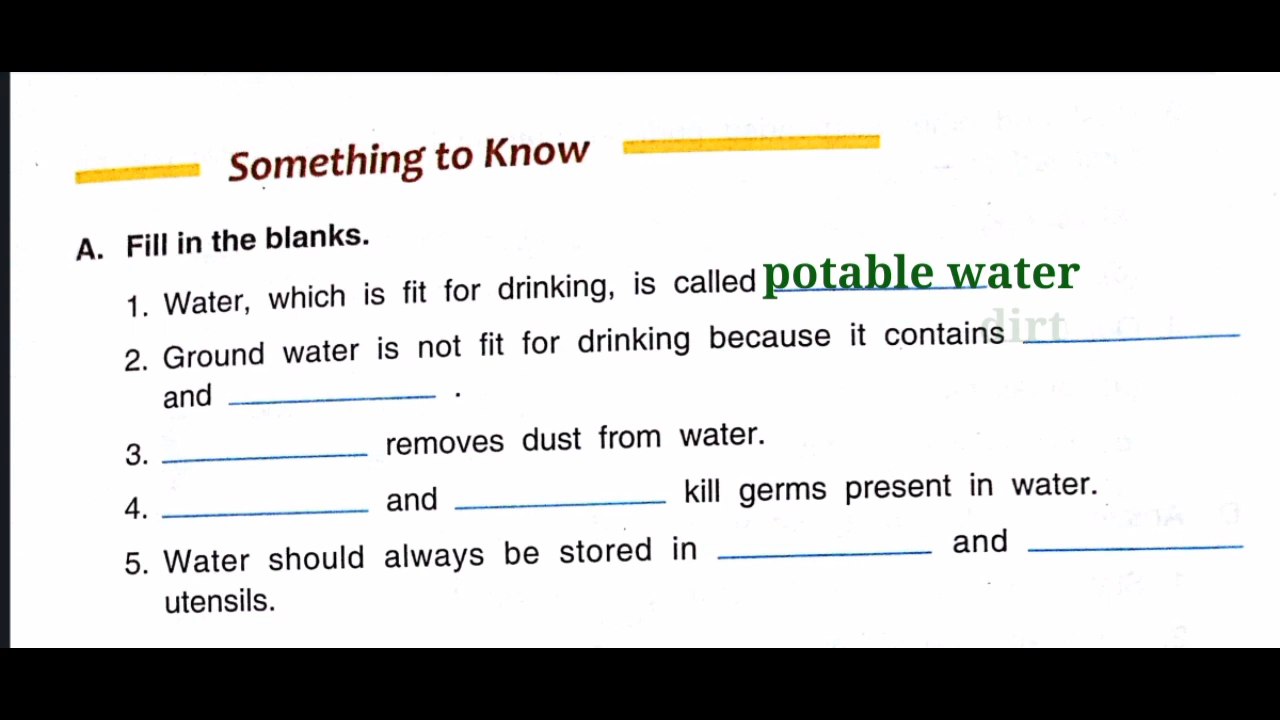 Something to Know
A. Fill in the blanks.
1. Water, which is fit for drinking, is called potable water
2. Ground water is not fit for drinking because it contains dirt
and .
3. removes dust from water.
4. and kill germs present in water.
5. Water should always be stored in and
utensils.